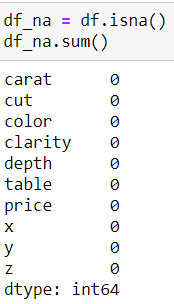 df_na = df.isna()
df_na.sum()
carat 0
cut 0
color 0
clarity 0
depth 0
table 0
price 0
x 0
y 0
z 0
dtype: int64